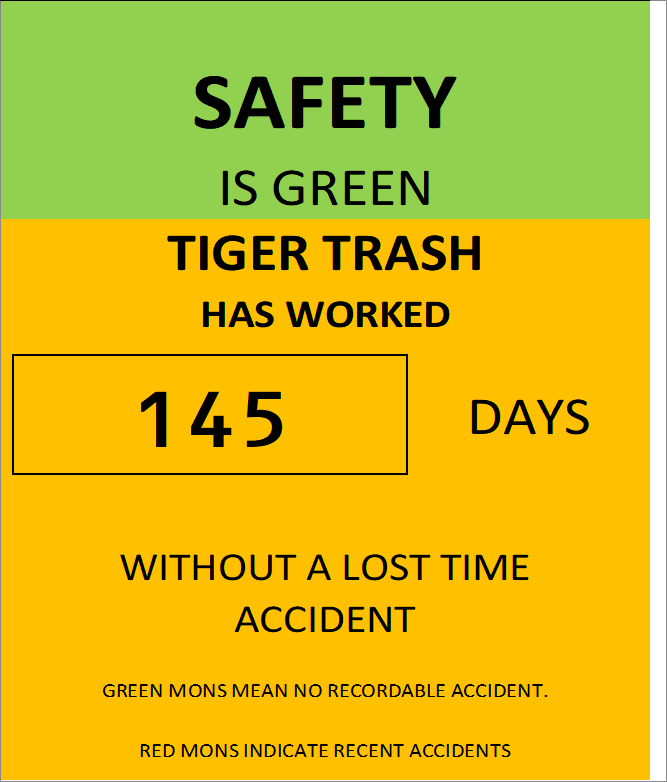 SAFETY
IS GREEN
TIGER TRASH
HAS WORKED
145 DAYS
WITHOUT A LOST TIME
ACCIDENT
GREEN MONS MEAN NO RECORDABLE ACCIDENT.
RED MONS INDICATE RECENT ACCIDENTS